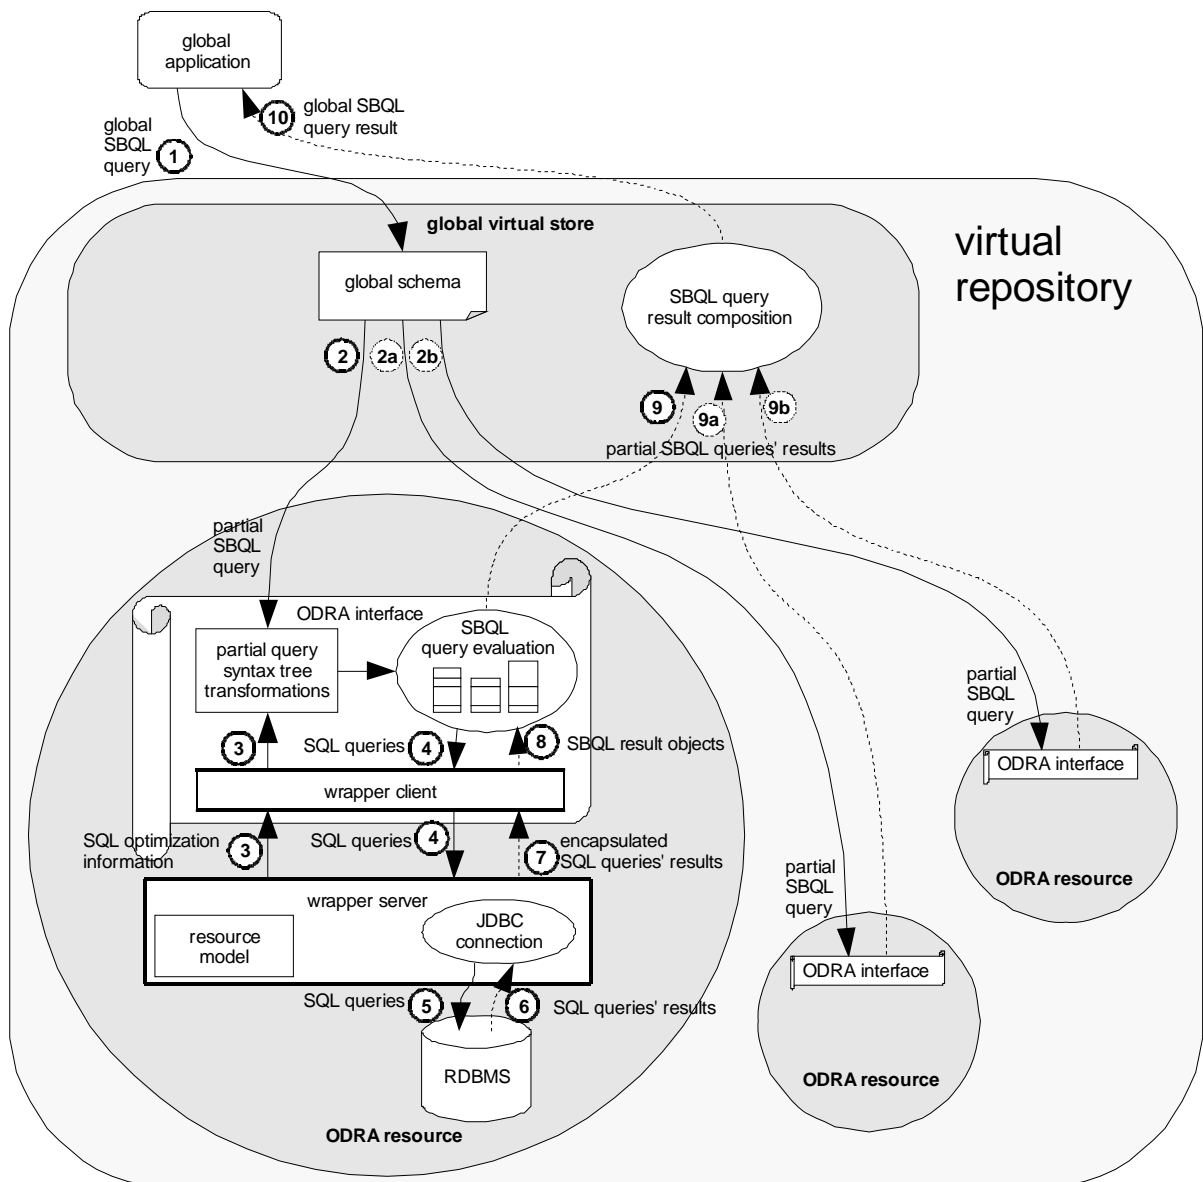 global
application
10
global SBQL
query result
global
SBQL
query
1
global virtual store
virtual
repository
global schema
SBQL query
result composition
2
2a
2b
9
9a
9b
partial SBQL queries' results
partial
SBQL
query
ODRA interface
partial query
syntax tree
transformations
SBQL
query evaluation
3
SQL queries
4
8
SBQL result objects
wrapper client
SQL optimization
information
3
SQL queries
4
7
encapsulated
SQL queries' results
wrapper server
resource
model
JDBC
connection
SQL queries
5
6
SQL queries' results
RDBMS
ODRA resource
partial
SBQL
query
ODRA interface
ODRA resource
partial
SBQL
query
ODRA interface
ODRA resource